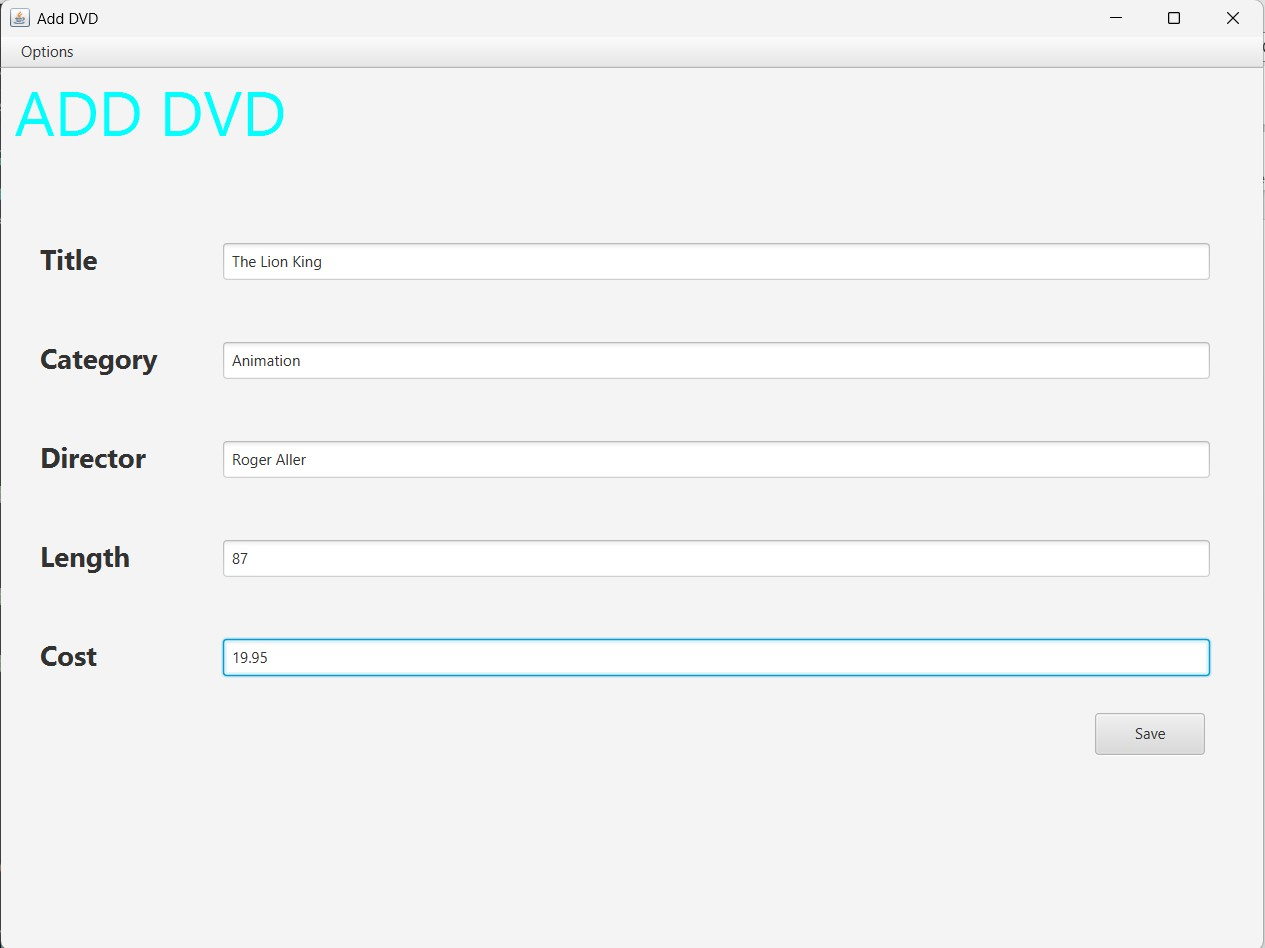 Add DVD
Options
ADD DVD
Title
The Lion King
Category
Animation
Director
Roger Aller
Length
87
Cost
19.95
Save